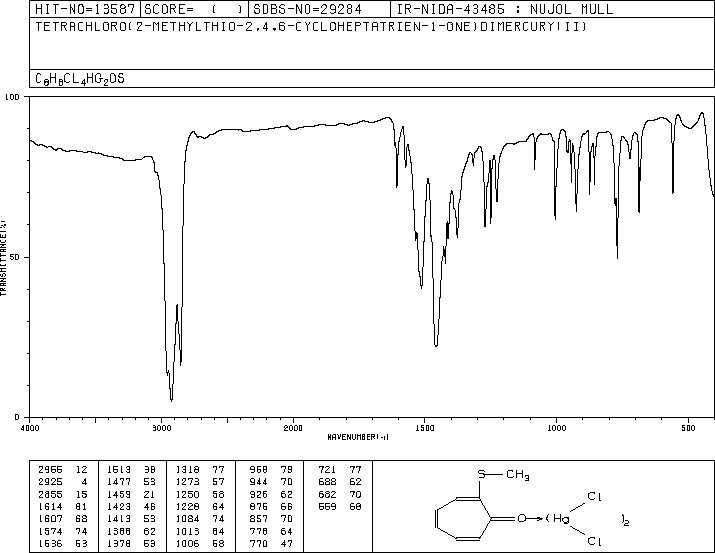 HIT-NO=13587 SCORE= ( ) SDBS-NO=29284 IR-NIDA-43485 : NUJOL MULL
TETRACHLORO(2-METHYLTHIO-2,4,6-CYCLOHEPTATRIEN-1-ONE)DIMERCURY(II)
C8H8CL4HG2OS
100
50
0
TRANSMITTANCE(%)
4000 3000 2000 1500 1000 500
WAVENUMBER(-1)
2955 12 1513 38 1318 77 968 79 721 77
2925 4 1477 53 1273 57 944 70 688 62
2855 15 1459 21 1250 58 926 62 682 70
1614 81 1423 46 1228 64 876 66 559 68
1607 68 1413 53 1084 74 857 70
1574 74 1388 62 1013 84 778 64
1536 53 1378 53 1006 58 770 47
S CH3
O (Hg Cl Cl )2